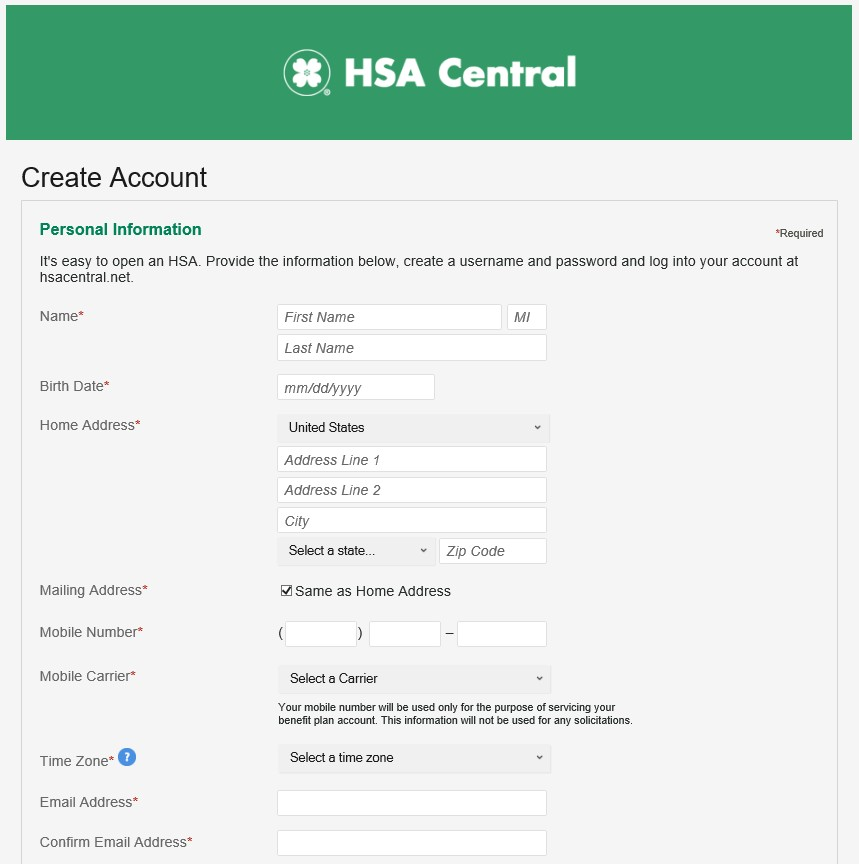 HSA Central
Create Account
Personal Information
*Required
It's easy to open an HSA. Provide the information below, create a username and password and log into your account at
hsacentral.net.
Name*
First Name
MI
Last Name
Birth Date*
mm/dd/yyyy
Home Address*
United States
Address Line 1
Address Line 2
City
Select a state...
Zip Code
Mailing Address*
Same as Home Address
Mobile Number*
( ) –
Mobile Carrier*
Select a Carrier
Your mobile number will be used only for the purpose of servicing your
benefit plan account. This information will not be used for any solicitations.
Time Zone* ?
Select a time zone
Email Address*
Confirm Email Address*